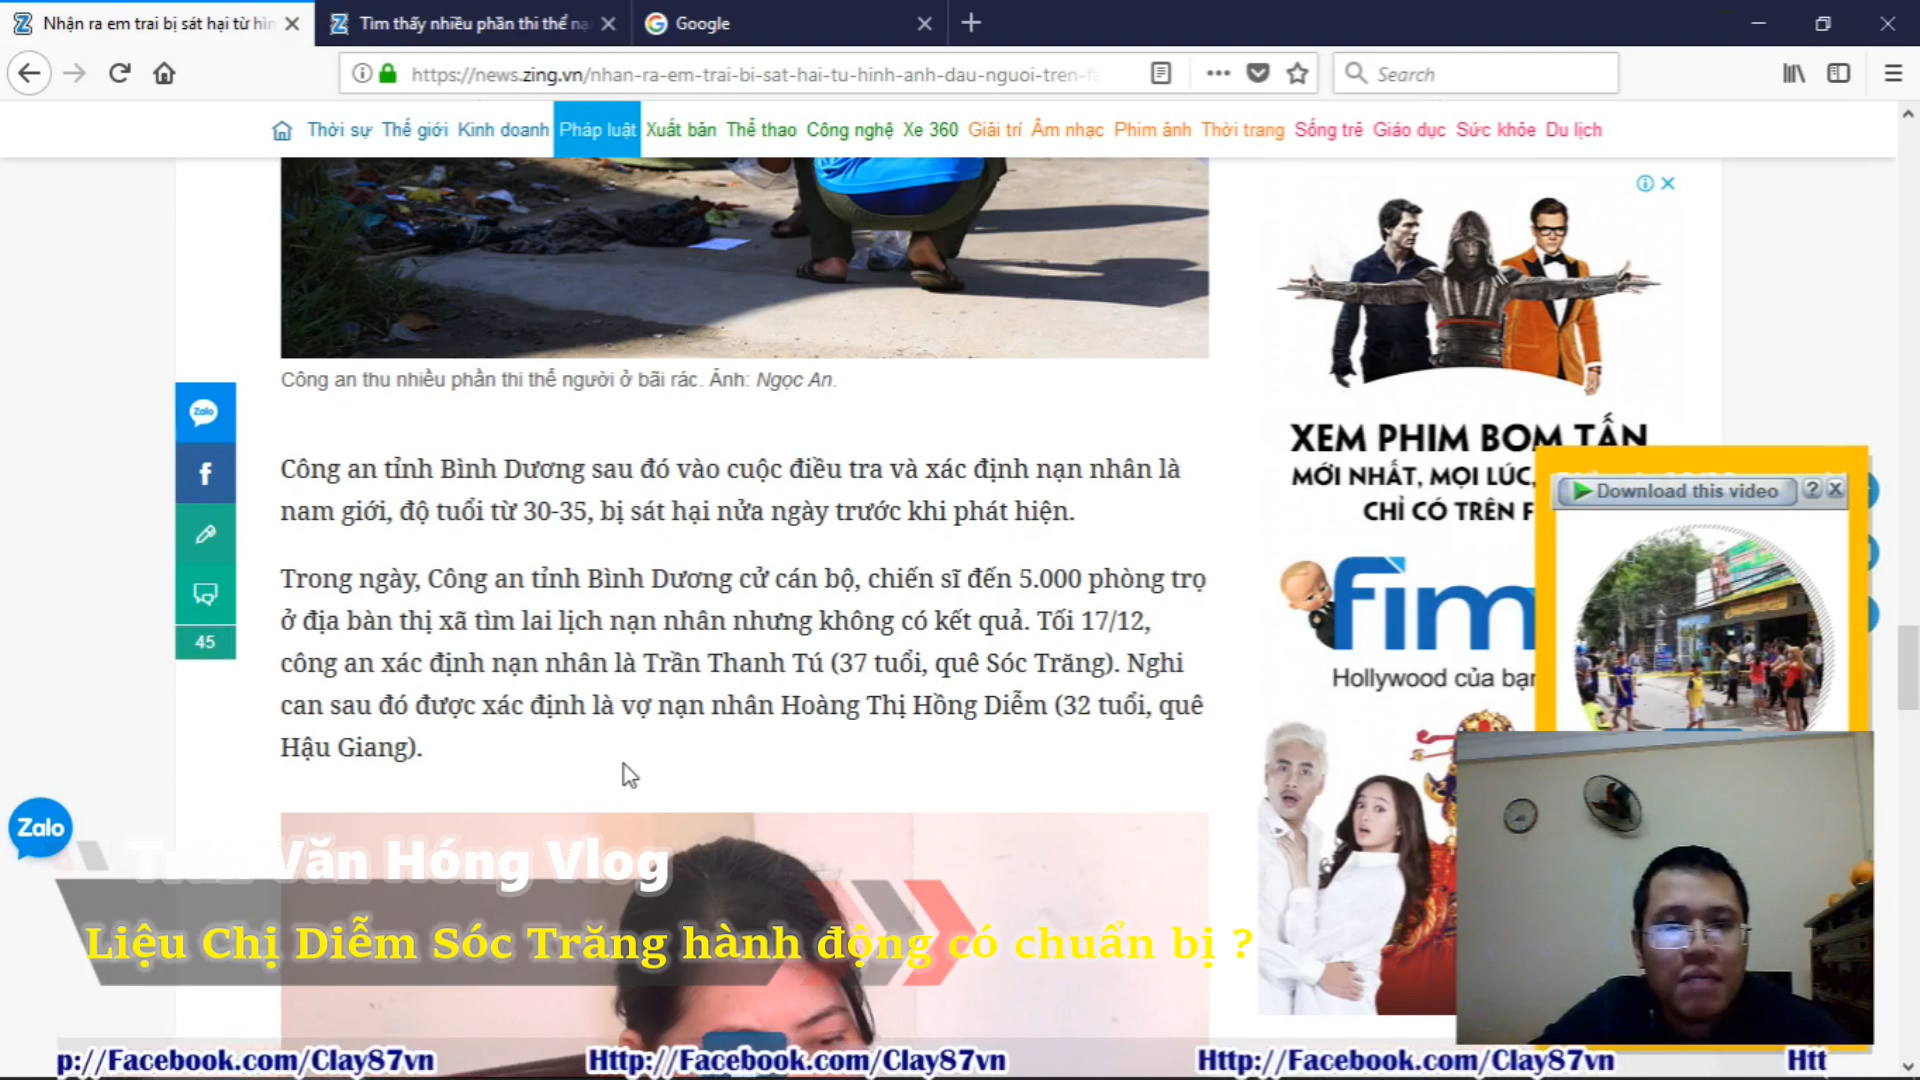 Nhận ra em trai bị sát hại từ hìn
Tìm thấy nhiều phần thi thể nạ
Google
https://news.zing.vn/nhan-ra-em-trai-bi-sat-hai-tu-hinh-anh-dau-nguoi-tren-fa
Search
Thời sự Thế giới Kinh doanh Pháp luật Xuất bản Thể thao Công nghệ Xe 360 Giải trí Âm nhạc Phim ảnh Thời trang Sống trẻ Giáo dục Sức khỏe Du lịch
Công an thu nhiều phần thi thể người ở bãi rác. Ảnh: Ngọc An.
Zalo
f
45
Công an tỉnh Bình Dương sau đó vào cuộc điều tra và xác định nạn nhân là
nam giới, độ tuổi từ 30-35, bị sát hại nửa ngày trước khi phát hiện.
Trong ngày, Công an tỉnh Bình Dương cử cán bộ, chiến sĩ đến 5.000 phòng trọ
ở địa bàn thị xã tìm lai lịch nạn nhân nhưng không có kết quả. Tối 17/12,
công an xác định nạn nhân là Trần Thanh Tú (37 tuổi, quê Sóc Trăng). Nghi
can sau đó được xác định là vợ nạn nhân Hoàng Thị Hồng Diễm (32 tuổi, quê
Hậu Giang).
XEM PHIM BOM TẤN
MỚI NHẤT, MỌI LÚC,
CHỈ CÓ TRÊN F
Download this video
fim
Hollywood của bạn
Zalo
Văn Hóng Vlog
Liệu Chị Diễm Sóc Trăng hành động có chuẩn bị ?
p://Facebook.com/Clay87vn Http://Facebook.com/Clay87vn Http://Facebook.com/Clay87vn Htt